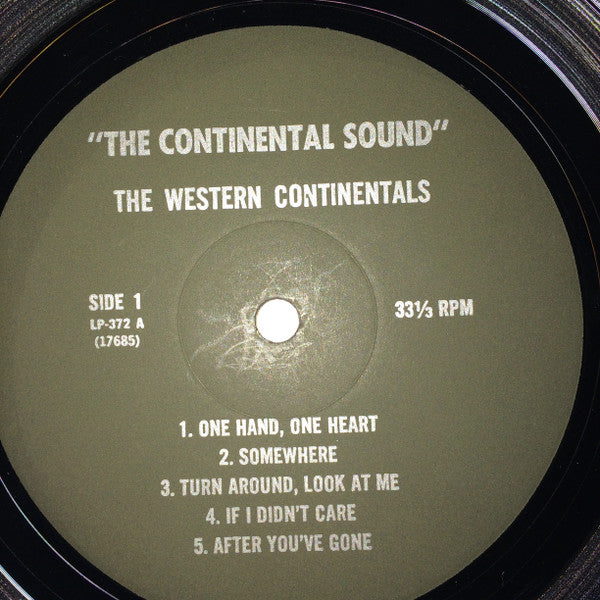 "THE CONTINENTAL SOUND"
THE WESTERN CONTINENTALS
SIDE 1
LP-372 A
(17685)
33⅓ RPM
1. ONE HAND, ONE HEART
2. SOMEWHERE
3. TURN AROUND, LOOK AT ME
4. IF I DIDN'T CARE
5. AFTER YOU'VE GONE